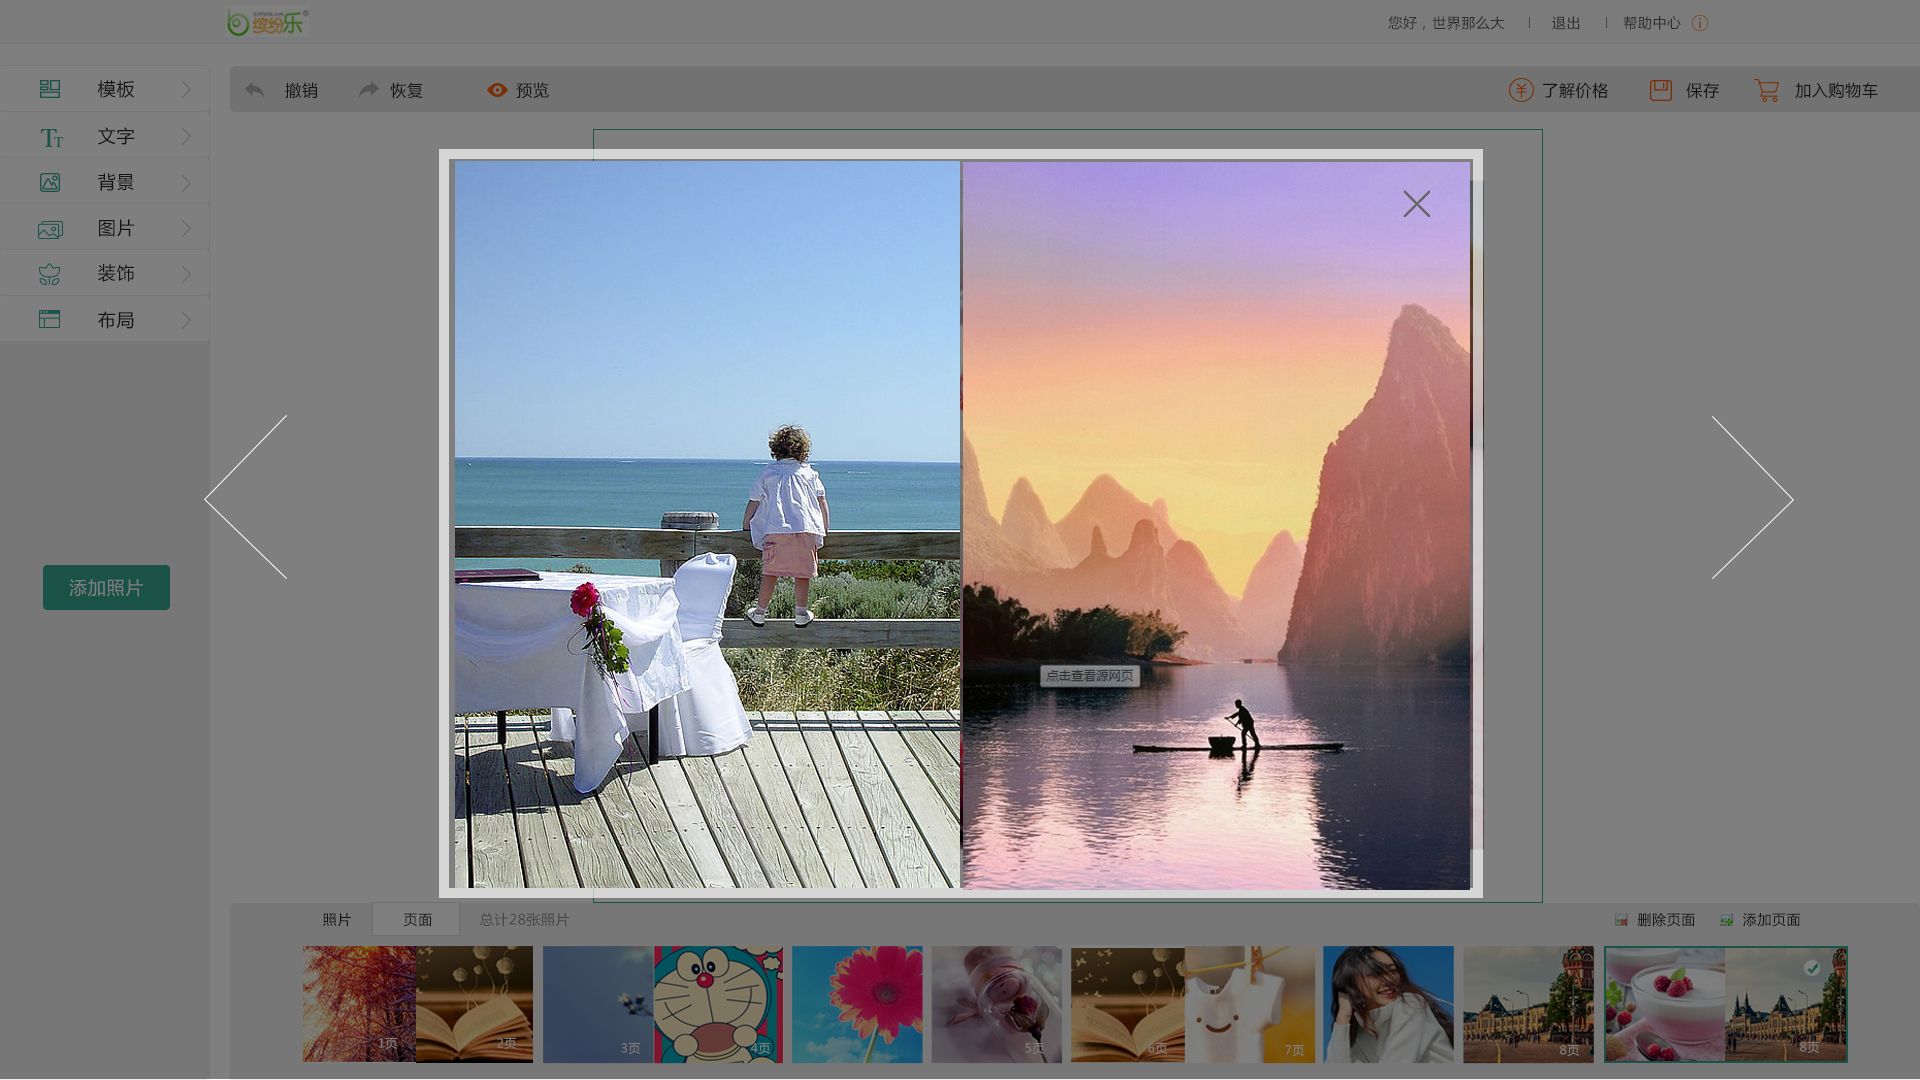 缤纷乐
您好，世界那么大
退出
帮助中心
模板
文字
背景
图片
装饰
布局
添加照片
撤销
恢复
预览
了解价格
保存
加入购物车
点击查看源网页
照片
页面
总计28张照片
删除页面
添加页面
1页
2页
3页
4页
5页
6页
7页
8页
8页